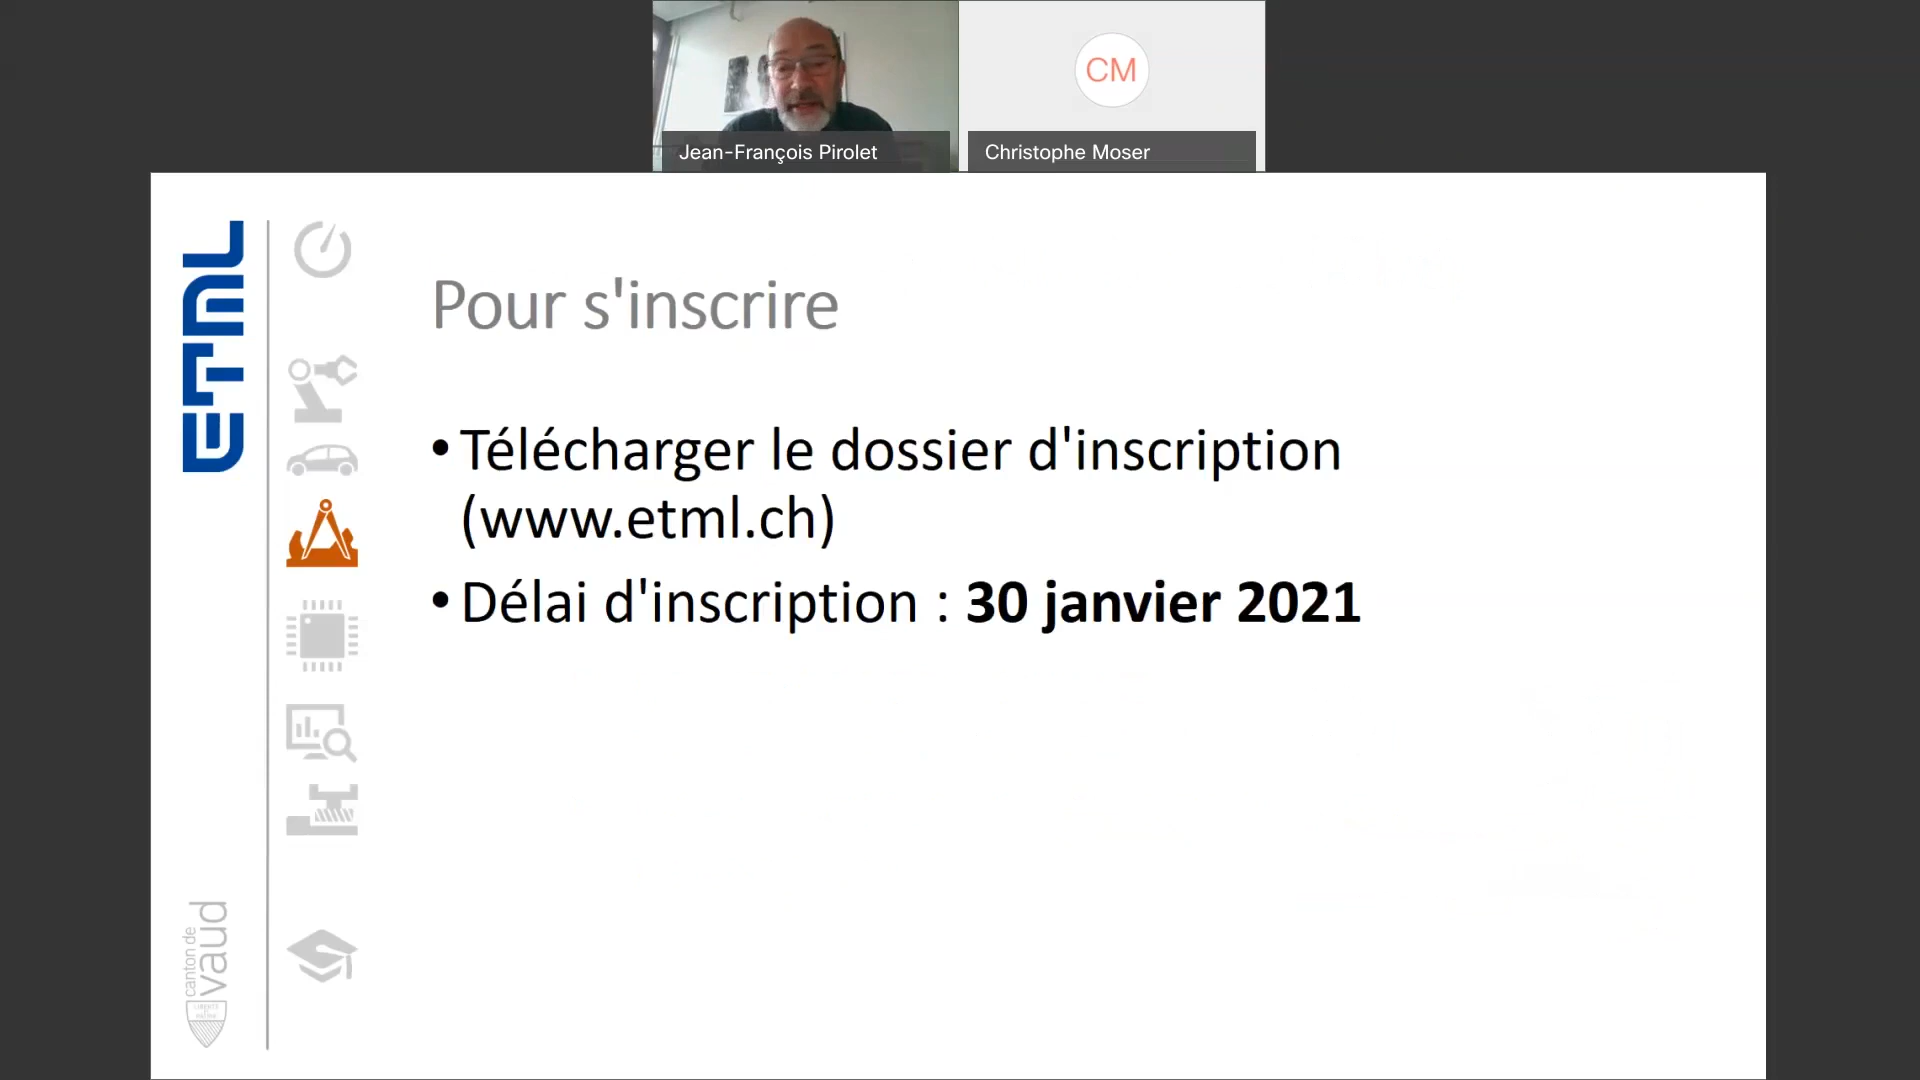 CM
Jean-François Pirolet
Christophe Moser
ETML
Pour s'inscrire
• Télécharger le dossier d'inscription
(www.etml.ch)
• Délai d'inscription : 30 janvier 2021
canton de
vaud